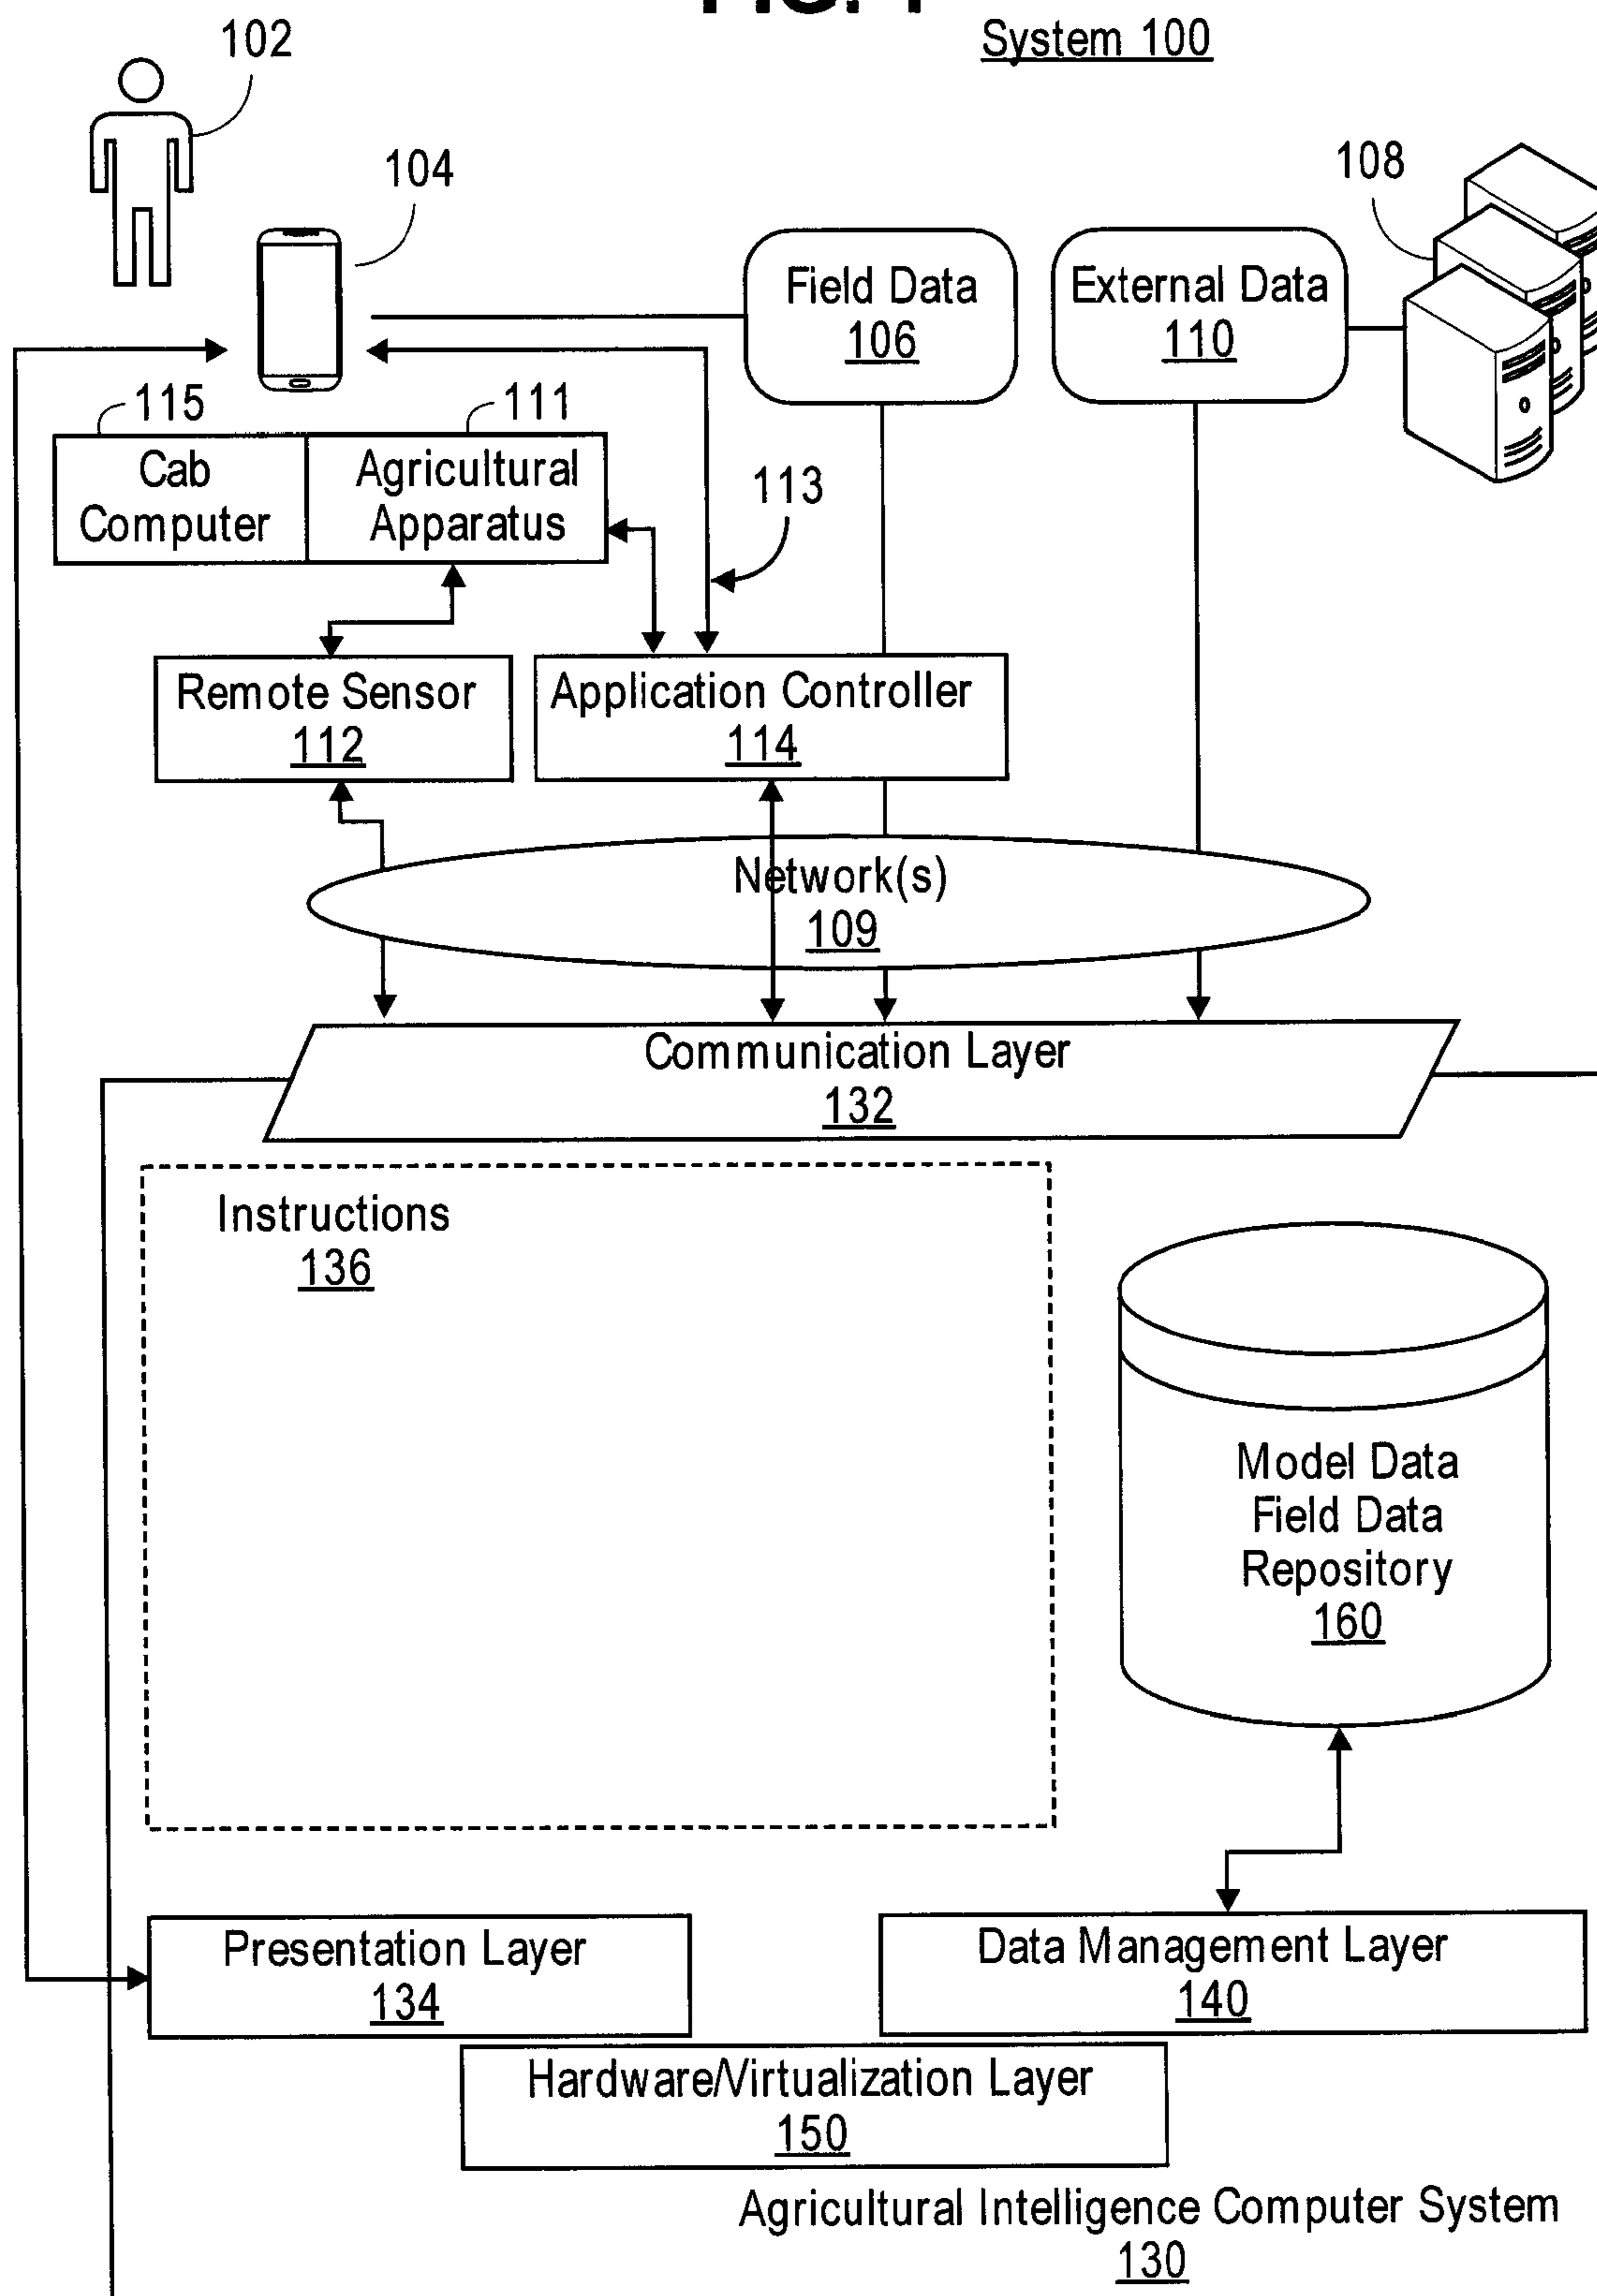 System 100
102
104
108
Field Data
106
External Data
110
115
111
Cab
Computer
Agricultural
Apparatus
113
Remote Sensor
112
Application Controller
114
Network(s)
109
Communication Layer
132
Instructions
136
Model Data
Field Data
Repository
160
Presentation Layer
134
Data Management Layer
140
Hardware/Virtualization Layer
150
Agricultural Intelligence Computer System
130